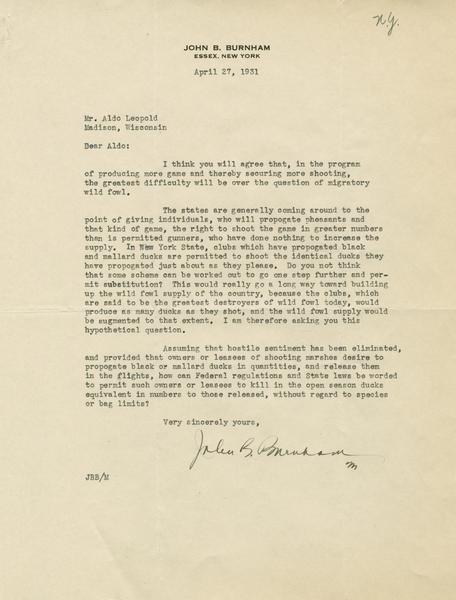 N.Y.
JOHN B. BURNHAM
ESSEX, NEW YORK
April 27, 1931
Mr. Aldo Leopold
Madison, Wisconsin
Dear Aldo:
I think you will agree that, in the program
of producing more game and thereby securing more shooting,
the greatest difficulty will be over the question of migratory
wild fowl.
The states are generally coming around to the
point of giving individuals, who will propogate pheasants and
that kind of game, the right to shoot the game in greater numbers
than is permitted gunners, who have done nothing to increase the
supply. In New York State, clubs which have propogated black
and mallard ducks are permitted to shoot the identical ducks they
have propogated just about as they please. Do you not think
that some scheme can be worked out to go one step further and per-
mit substitution? This would really go a long way toward building
up the wild fowl supply of the country, because the clubs, which
are said to be the greatest destroyers of wild fowl today, would
produce as many ducks as they shot, and the wild fowl supply would
be augmented to that extent. I am therefore asking you this
hypothetical question.
Assuming that hostile sentiment has been eliminated,
and provided that owners or leasees of shooting marshes desire to
propogate black or mallard ducks in quantities, and release them
in the flights, how can Federal regulations and State laws be worded
to permit such owners or leasees to kill in the open season ducks
equivalent in numbers to those released, without regard to species
or bag limits?
Very sincerely yours,
John B. Burnham
m
JBB/M